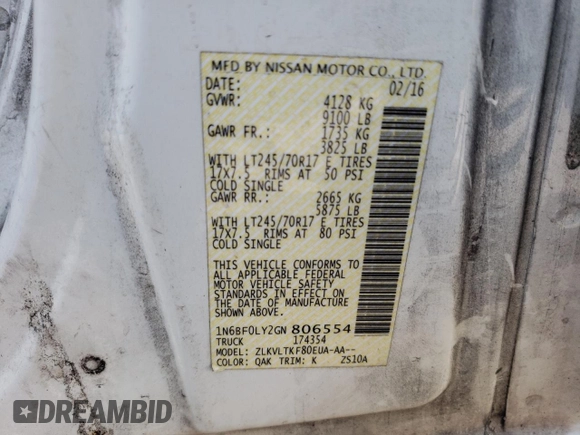 MFD BY NISSAN MOTOR CO., LTD.
DATE: 02/16
GVWR: 4128 KG
9100 LB
GAWR FR: 1735 KG
3825 LB
WITH LT245/70R17 E TIRES
17X7.5 RIMS AT 50 PSI
COLD SINGLE
GAWR RR: 2665 KG
5875 LB
WITH LT245/70R17 E TIRES
17X7.5 RIMS AT 80 PSI
COLD SINGLE
THIS VEHICLE CONFORMS TO
ALL APPLICABLE FEDERAL
MOTOR VEHICLE SAFETY
STANDARDS IN EFFECT ON
THE DATE OF MANUFACTURE
SHOWN ABOVE.
1N6BF0LY2GN 806554
TRUCK 174354
MODEL: ZLKVLTKF80EUA-AA--
COLOR: QAK TRIM: K ZS10A
DREAMBID